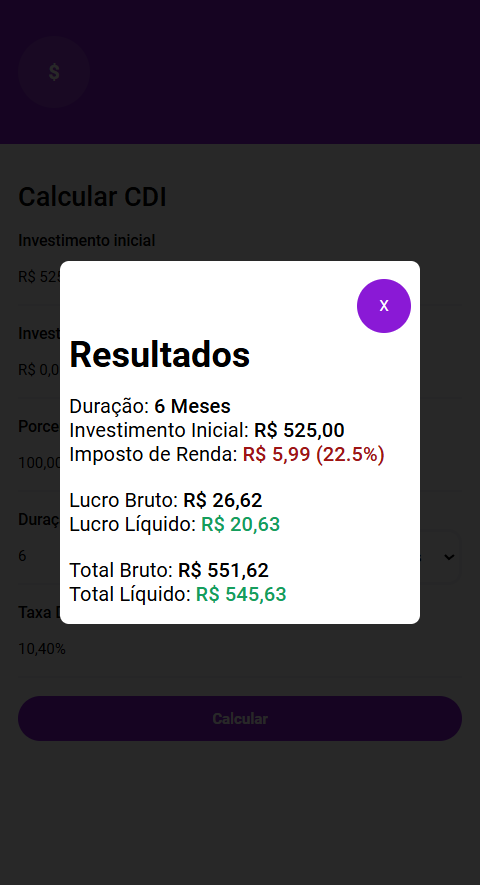 $
Calcular CDI
Investimento inicial
R$ 525
X
Resultados
Invest
R$ 0,0
Duração: 6 Meses
Investimento Inicial: R$ 525,00
Imposto de Renda: R$ 5,99 (22.5%)
Porce
100,00
Lucro Bruto: R$ 26,62
Lucro Líquido: R$ 20,63
Duraç
6
Total Bruto: R$ 551,62
Total Líquido: R$ 545,63
Taxa
10,40%
Calcular